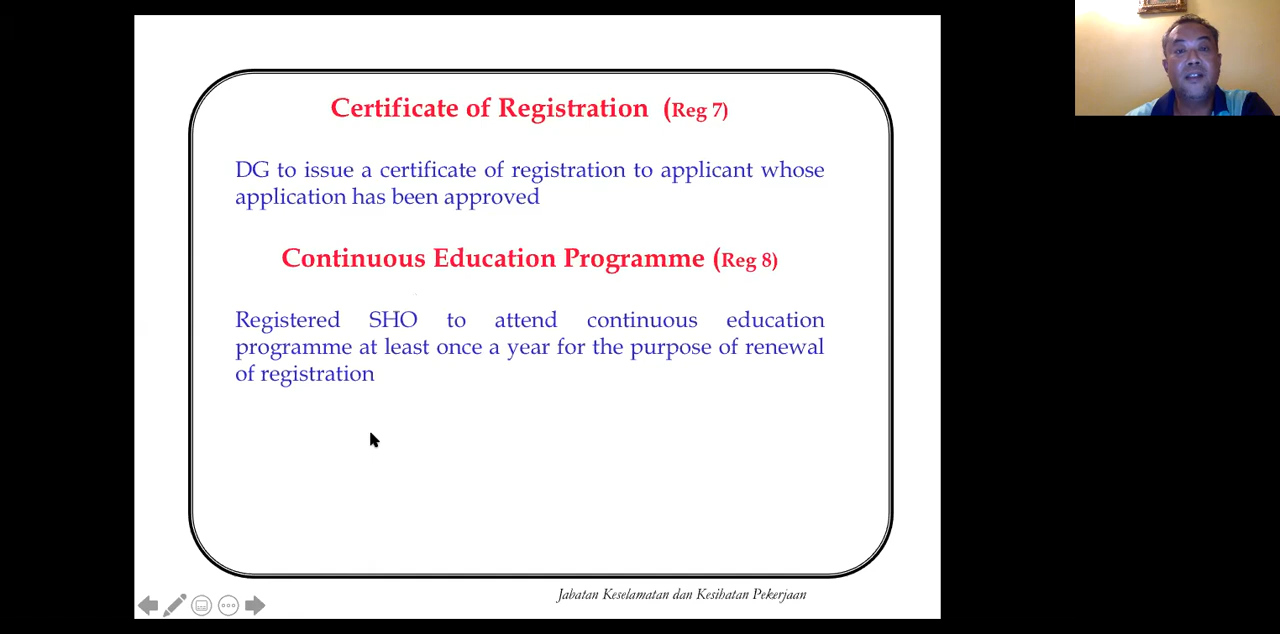 Certificate of Registration (Reg 7)
DG to issue a certificate of registration to applicant whose
application has been approved
Continuous Education Programme (Reg 8)
Registered SHO to attend continuous education
programme at least once a year for the purpose of renewal
of registration
Jabatan Keselamatan dan Kesihatan Pekerjaan